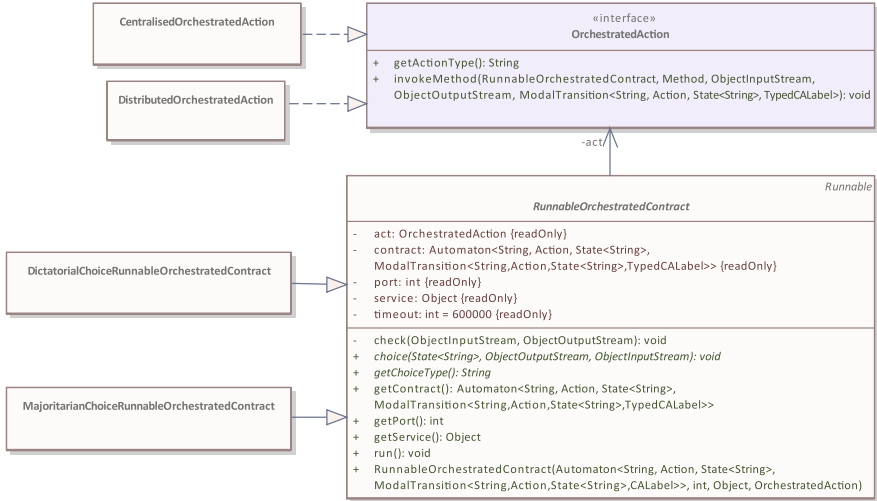 CentralisedOrchestratedAction
DistributedOrchestratedAction
«interface»
OrchestratedAction
+ getActionType(): String
+ invokeMethod(RunnableOrchestratedContract, Method, ObjectInputStream,
ObjectOutputStream, ModalTransition<String, Action, State<String>, TypedCALabel>): void
-act
Runnable
RunnableOrchestratedContract
- act: OrchestratedAction {readOnly}
- contract: Automaton<String, Action, State<String>,
ModalTransition<String,Action,State<String>,TypedCALabel>> {readOnly}
- port: int {readOnly}
- service: Object {readOnly}
- timeout: int = 600000 {readOnly}
- check(ObjectInputStream, ObjectOutputStream): void
+ choice(State<String>, ObjectOutputStream, ObjectInputStream): void
+ getChoiceType(): String
+ getContract(): Automaton<String, Action, State<String>,
ModalTransition<String,Action,State<String>,TypedCALabel>>
+ getPort(): int
+ getService(): Object
+ run(): void
+ RunnableOrchestratedContract(Automaton<String, Action, State<String>,
ModalTransition<String,Action,State<String>,CALabel>>, int, Object, OrchestratedAction)
DictatorialChoiceRunnableOrchestratedContract
MajoritarianChoiceRunnableOrchestratedContract